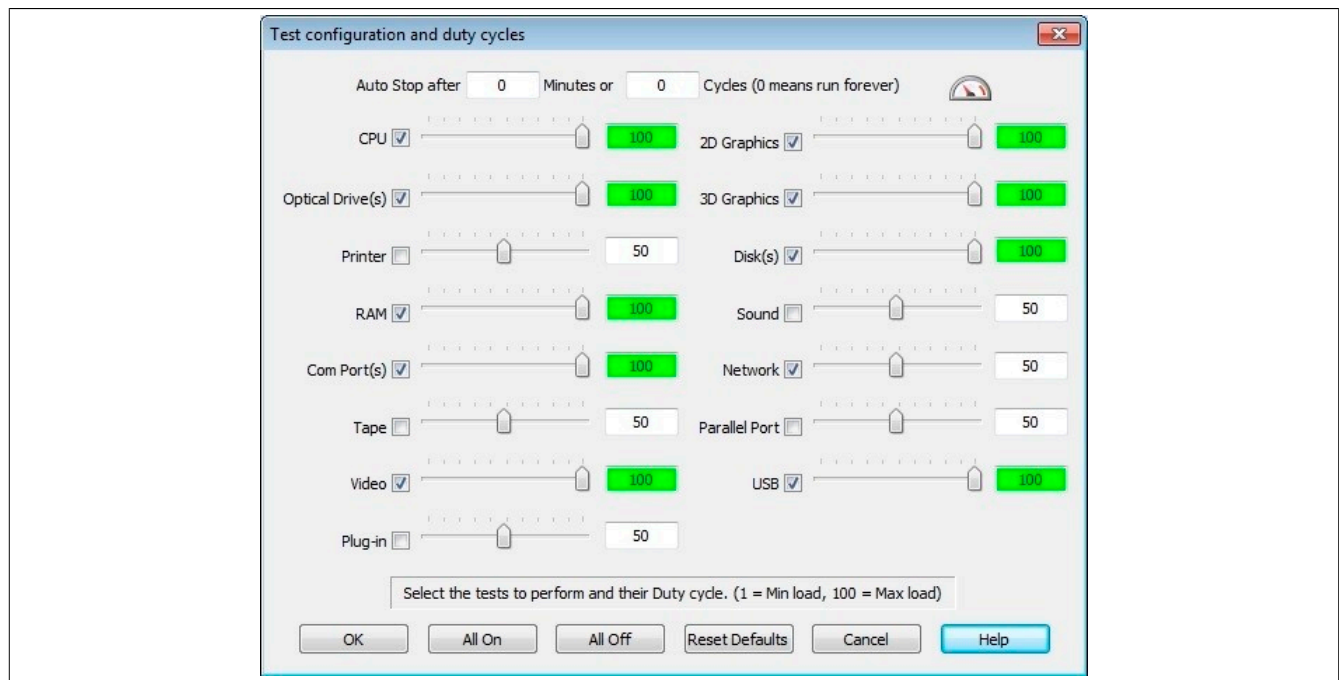 Test configuration and duty cycles
Auto Stop after 0 Minutes or 0 Cycles (0 means run forever)
CPU 100 2D Graphics 100
Optical Drive(s) 100 3D Graphics 100
Printer 50 Disk(s) 100
RAM 100 Sound 50
Com Port(s) 100 Network 50
Tape 50 Parallel Port 50
Video 100 USB 100
Plug-in 50
Select the tests to perform and their Duty cycle. (1 = Min load, 100 = Max load)
OK All On All Off Reset Defaults Cancel Help